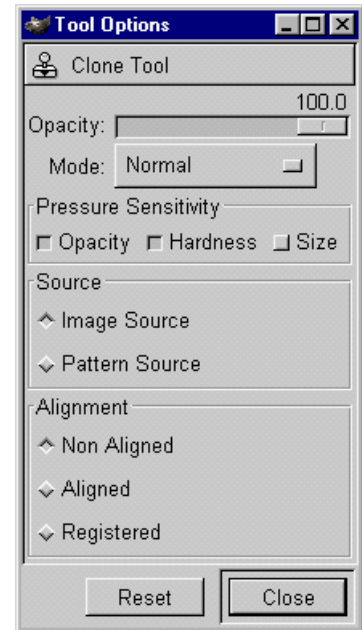 Tool Options
Clone Tool
100.0
Opacity:
Mode: Normal
Pressure Sensitivity
Opacity Hardness Size
Source
Image Source
Pattern Source
Alignment
Non Aligned
Aligned
Registered
Reset Close